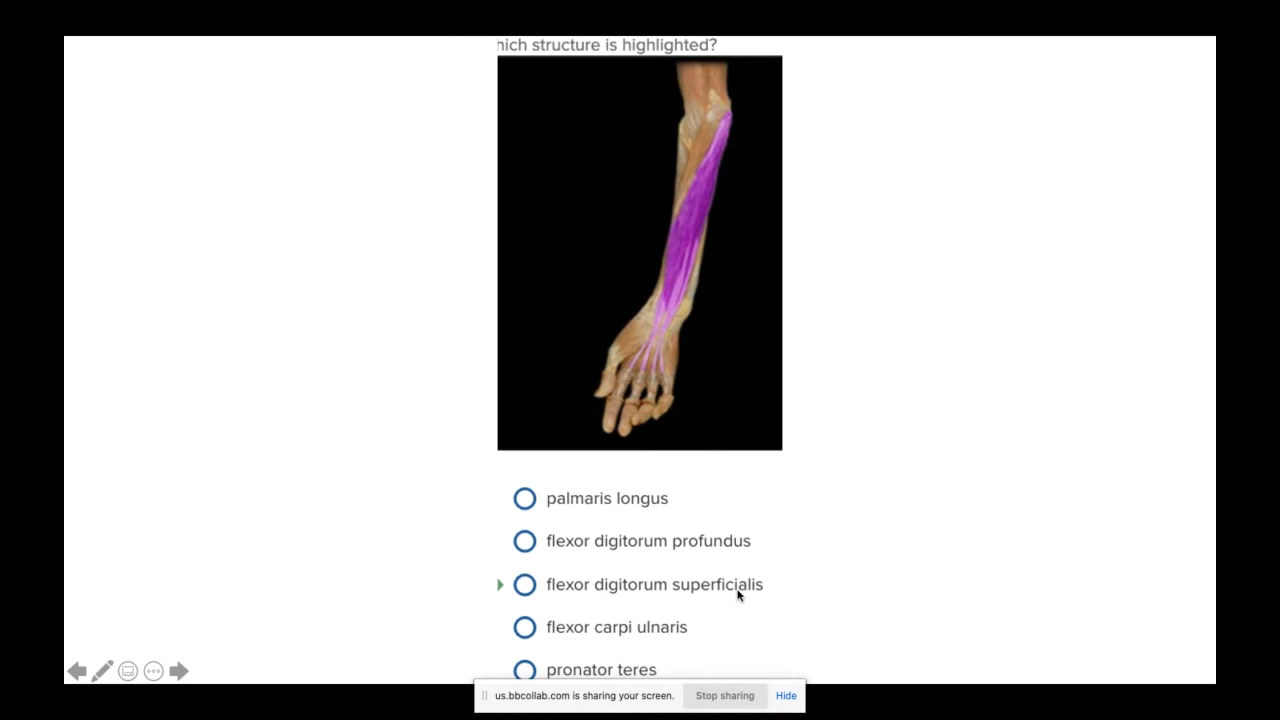 hich structure is highlighted?
palmaris longus
flexor digitorum profundus
flexor digitorum superficialis
flexor carpi ulnaris
pronator teres
us.bbcollab.com is sharing your screen. Stop sharing Hide